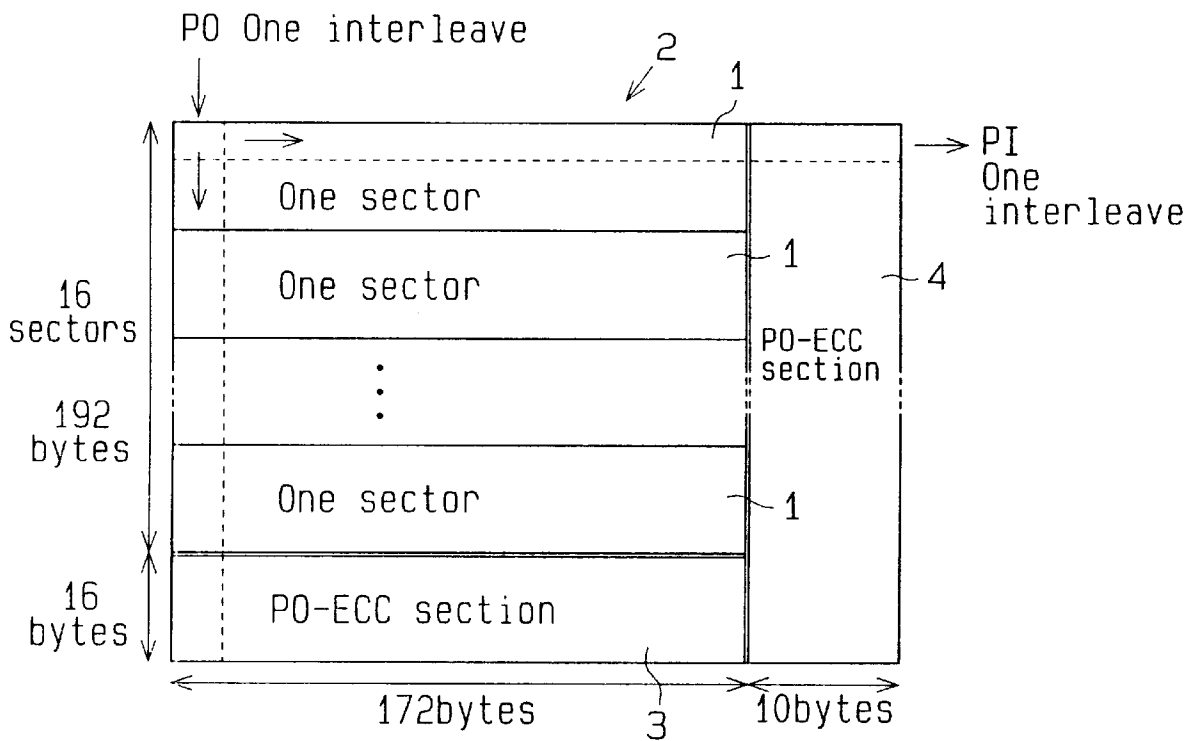 PO One interleave
2
1
PI
One
interleave
One sector
1
One sector
4
16
sectors
PO-ECC
section
192
bytes
One sector
1
16
bytes
PO-ECC section
172bytes
3
10bytes